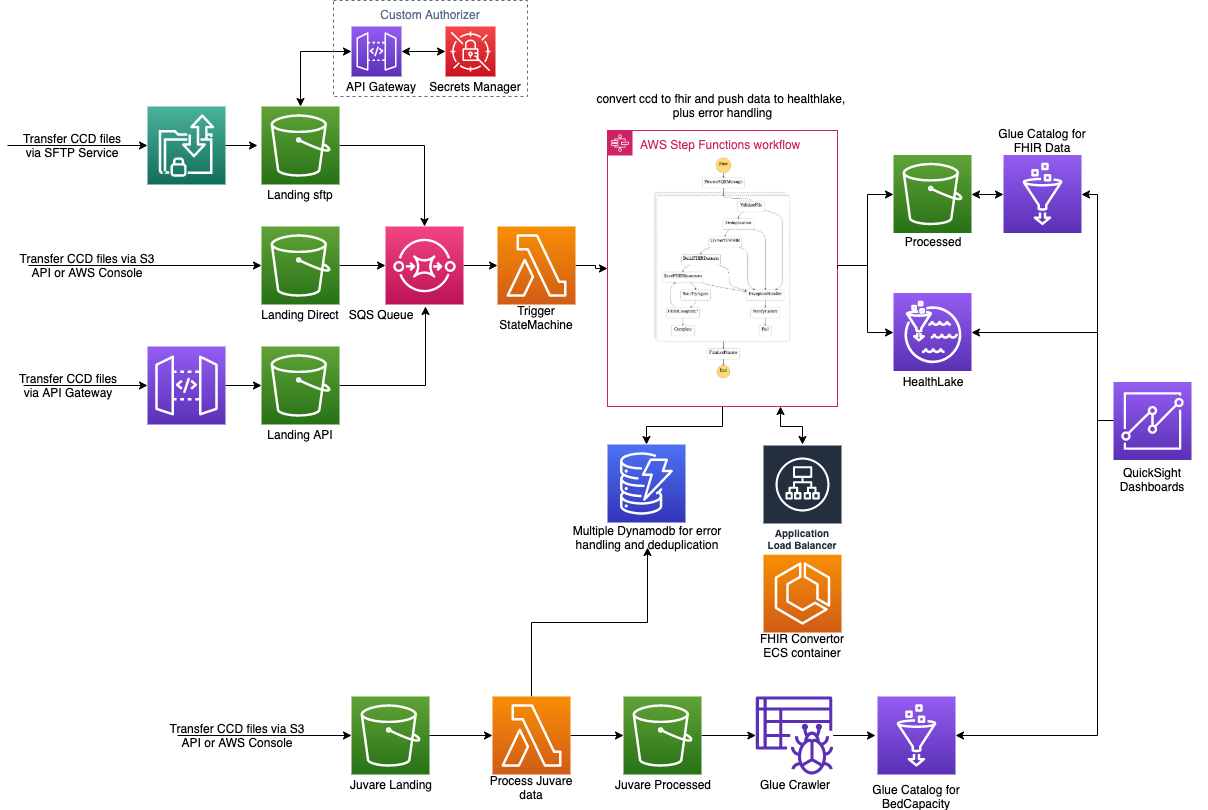 Custom Authorizer
API Gateway
Secrets Manager
Transfer CCD files
via SFTP Service
Landing sftp
Transfer CCD files via S3
API or AWS Console
Landing Direct
SQS Queue
Trigger
StateMachine
Transfer CCD files
via API Gateway
Landing API
convert ccd to fhir and push data to healthlake,
plus error handling
AWS Step Functions workflow
Start
ProcessSQSMessage
ValidateFile
Deduplication
ConvertToFHIR
BuildFHIRDatasets
SaveFHIRResources
WaitTryAgain
ExceptionHandler
FHIRComplete?
NotifyFailure
Complete
Fail
FinalizeProcess
End
Glue Catalog for
FHIR Data
Processed
HealthLake
QuickSight
Dashboards
Multiple Dynamodb for error
handling and deduplication
Application
Load Balancer
FHIR Convertor
ECS container
Transfer CCD files via S3
API or AWS Console
Juvare Landing
Process Juvare
data
Juvare Processed
Glue Crawler
Glue Catalog for
BedCapacity